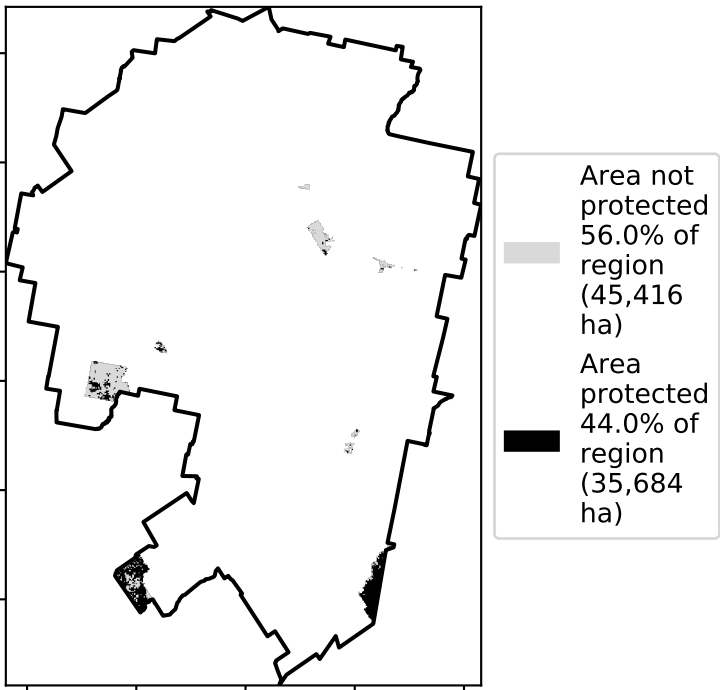 Area not
protected
56.0% of
region
(45,416
ha)
Area
protected
44.0% of
region
(35,684
ha)